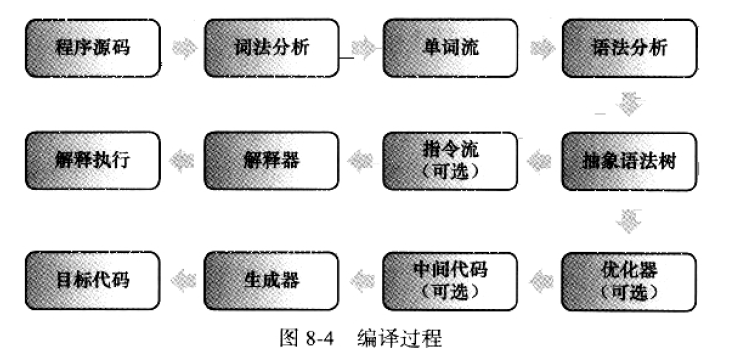 程序源码
词法分析
单词流
语法分析
解释执行
解释器
指令流
（可选）
抽象语法树
目标代码
生成器
中间代码
（可选）
优化器
（可选）
图 8-4 编译过程